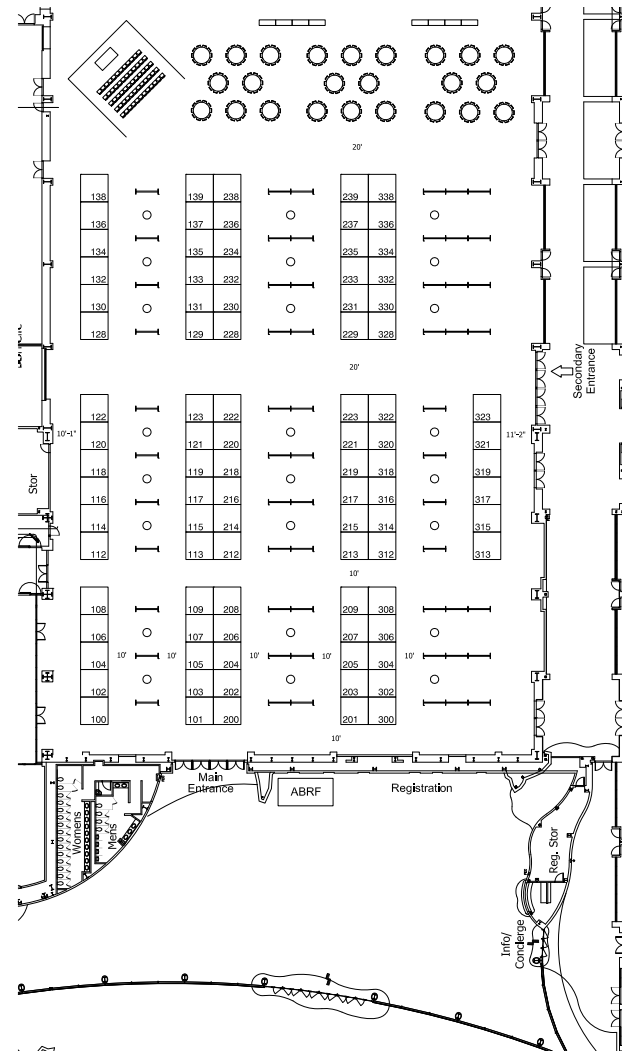 20'
138 139 238 239 338
136 137 236 237 336
134 135 234 235 334
132 133 232 233 332
130 131 230 231 330
128 129 228 229 328
20'
Secondary
Entrance
122 123 222 223 322 323
10'-1" 11'-2"
120 121 220 221 320 321
118 119 218 219 318 319
Stor
116 117 216 217 316 317
114 115 214 215 314 315
112 113 212 213 312 313
10'
108 109 208 209 308
106 107 206 207 306
10' 10' 10' 10' 10'
104 105 204 205 304
102 103 202 203 302
100 101 200 201 300
10'
Main
Entrance
ABRF
Registration
Womens
Mens
Reg. Stor
Info/
Concierge